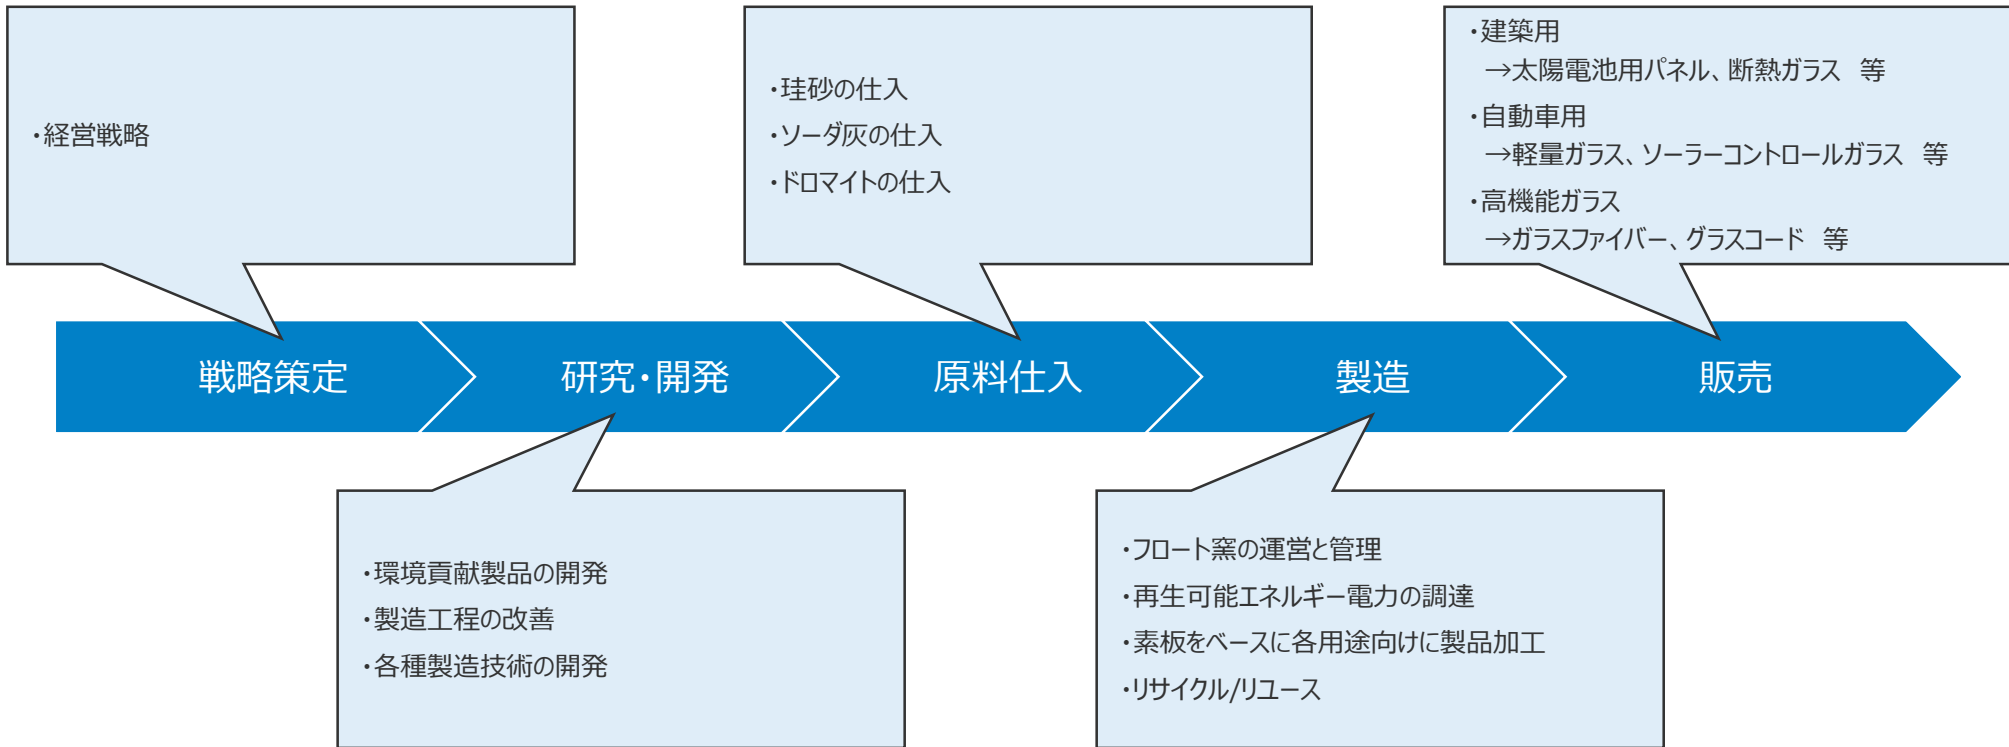 ・経営戦略
・珪砂の仕入
・ソーダ灰の仕入
・ドロマイトの仕入
・建築用
→太陽電池用パネル、断熱ガラス 等
・自動車用
→軽量ガラス、ソーラーコントロールガラス 等
・高機能ガラス
→ガラスファイバー、グラスコード 等
戦略策定
研究・開発
原料仕入
製造
販売
・環境貢献製品の開発
・製造工程の改善
・各種製造技術の開発
・フロート窯の運営と管理
・再生可能エネルギー電力の調達
・素板をベースに各用途向けに製品加工
・リサイクル/リユース